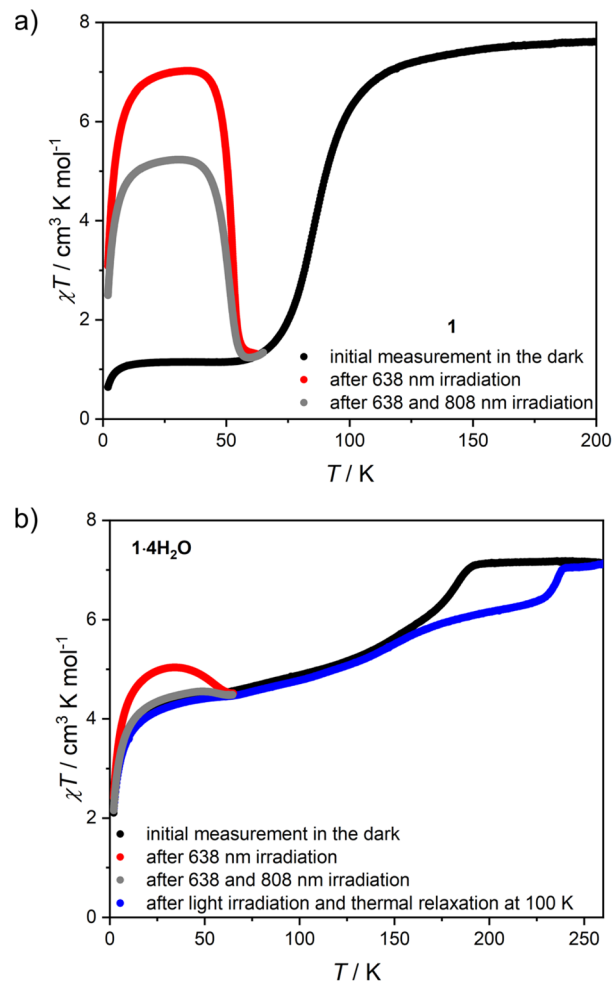 a)
8
6
4
2
0
χT / cm³ K mol⁻¹
1
initial measurement in the dark
after 638 nm irradiation
after 638 and 808 nm irradiation
0 50 100 150 200
T / K
b)
8
6
4
2
0
χT / cm³ K mol⁻¹
1·4H₂O
initial measurement in the dark
after 638 nm irradiation
after 638 and 808 nm irradiation
after light irradiation and thermal relaxation at 100 K
0 50 100 150 200 250
T / K